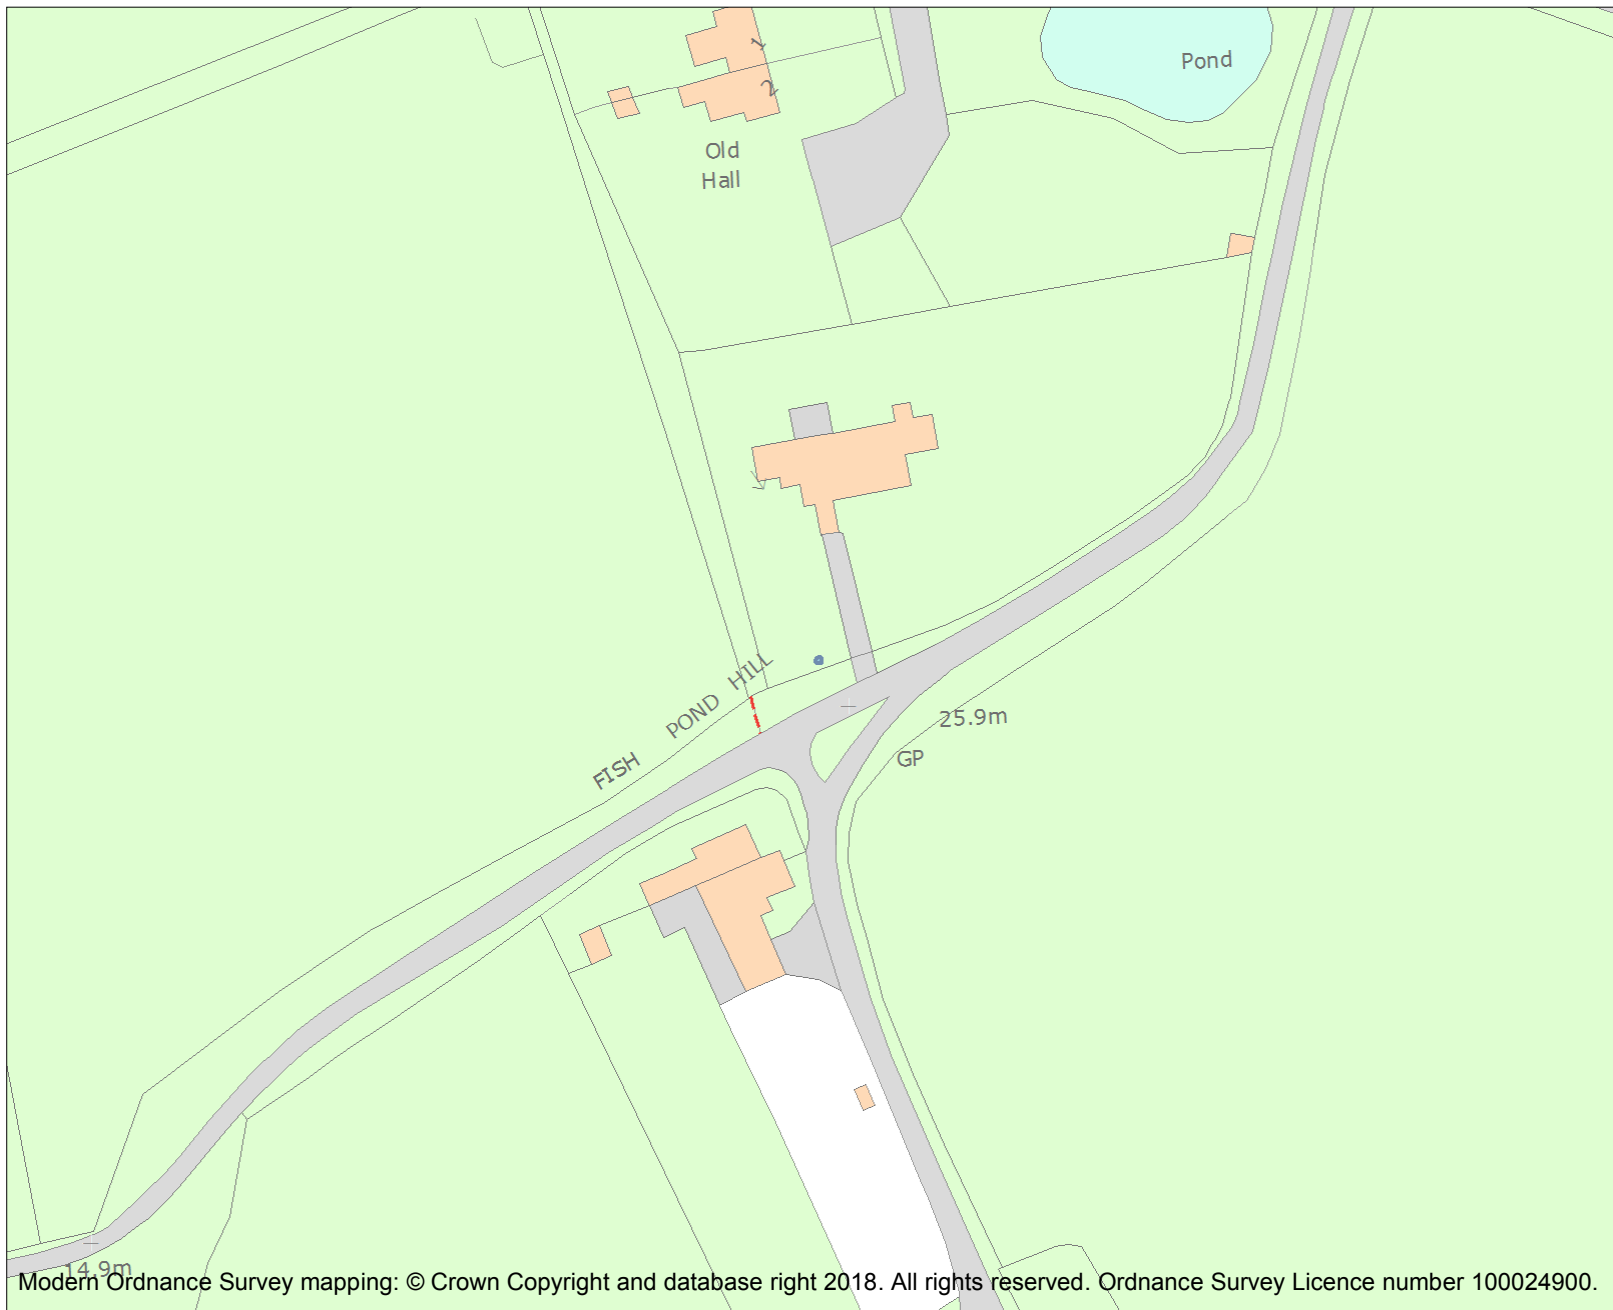 1
Pond
2
Old
Hall
FISH POND HILL
25.9m
GP
14.9m
Modern Ordnance Survey mapping: © Crown Copyright and database right 2018. All rights reserved. Ordnance Survey Licence number 100024900.